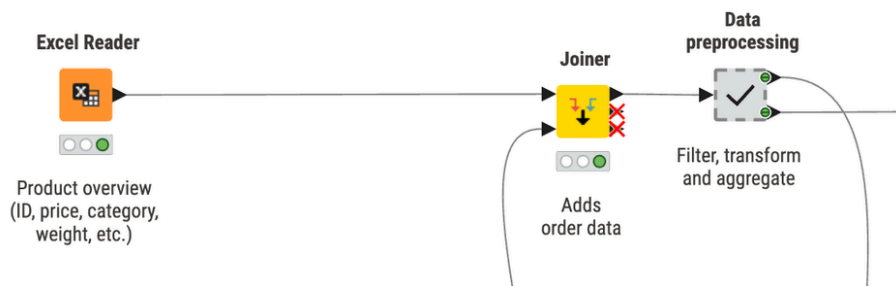 Excel Reader
Product overview
(ID, price, category,
weight, etc.)
Joiner
Adds
order data
Data
preprocessing
Filter, transform
and aggregate